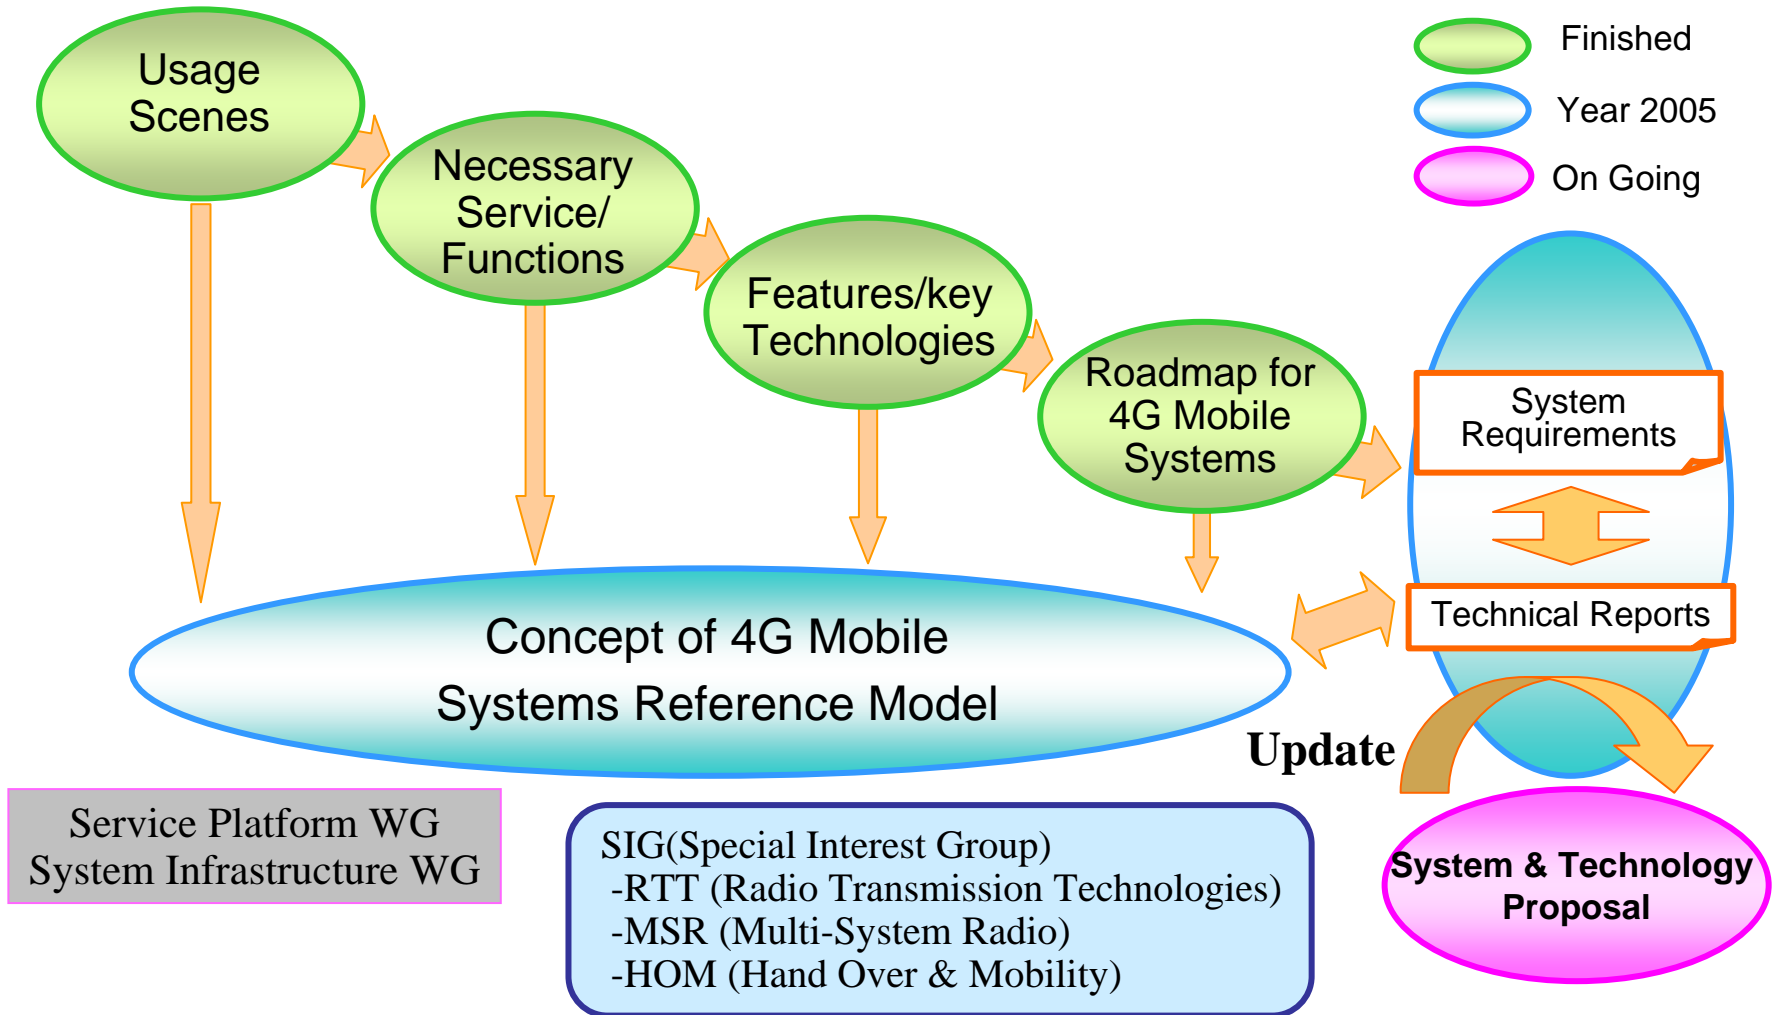 Usage
Scenes
Necessary
Service/
Functions
Features/key
Technologies
Roadmap for
4G Mobile
Systems
Finished
Year 2005
On Going
System
Requirements
Technical Reports
Concept of 4G Mobile
Systems Reference Model
Update
System & Technology
Proposal
Service Platform WG
System Infrastructure WG
SIG(Special Interest Group)
-RTT (Radio Transmission Technologies)
-MSR (Multi-System Radio)
-HOM (Hand Over & Mobility)